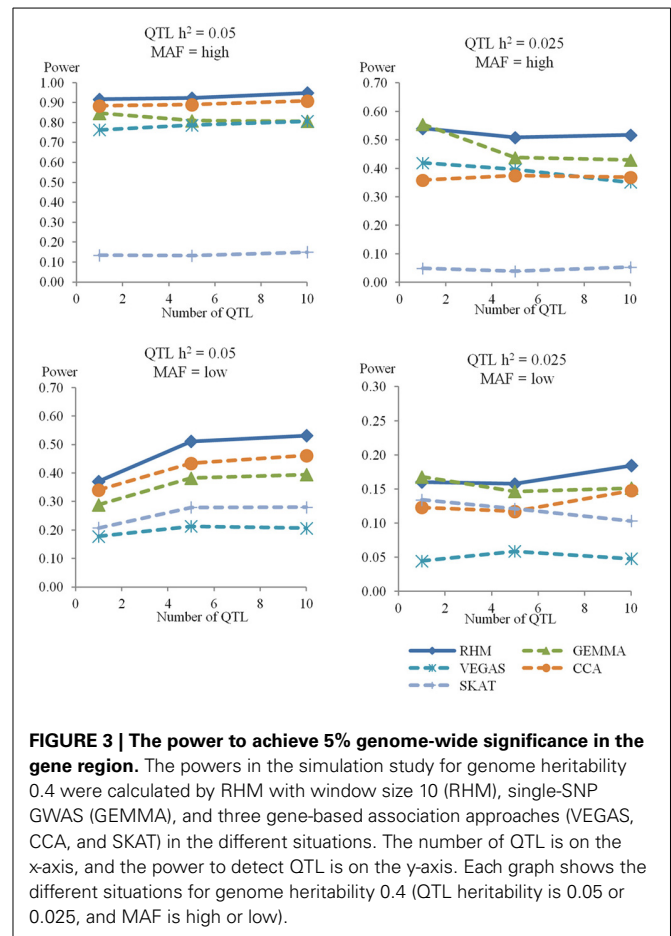 QTL h² = 0.05
MAF = high
Power
1.00
0.90
0.80
0.70
0.60
0.50
0.40
0.30
0.20
0.10
0.00
0 2 4 6 8 10
Number of QTL
QTL h² = 0.025
MAF = high
Power
0.70
0.60
0.50
0.40
0.30
0.20
0.10
0.00
0 2 4 6 8 10
Number of QTL
QTL h² = 0.05
MAF = low
Power
0.70
0.60
0.50
0.40
0.30
0.20
0.10
0.00
0 2 4 6 8 10
Number of QTL
QTL h² = 0.025
MAF = low
Power
0.30
0.25
0.20
0.15
0.10
0.05
0.00
0 2 4 6 8 10
Number of QTL
RHM GEMMA
VEGAS CCA
SKAT
FIGURE 3 | The power to achieve 5% genome-wide significance in the
gene region. The powers in the simulation study for genome heritability
0.4 were calculated by RHM with window size 10 (RHM), single-SNP
GWAS (GEMMA), and three gene-based association approaches (VEGAS,
CCA, and SKAT) in the different situations. The number of QTL is on the
x-axis, and the power to detect QTL is on the y-axis. Each graph shows the
different situations for genome heritability 0.4 (QTL heritability is 0.05 or
0.025, and MAF is high or low).